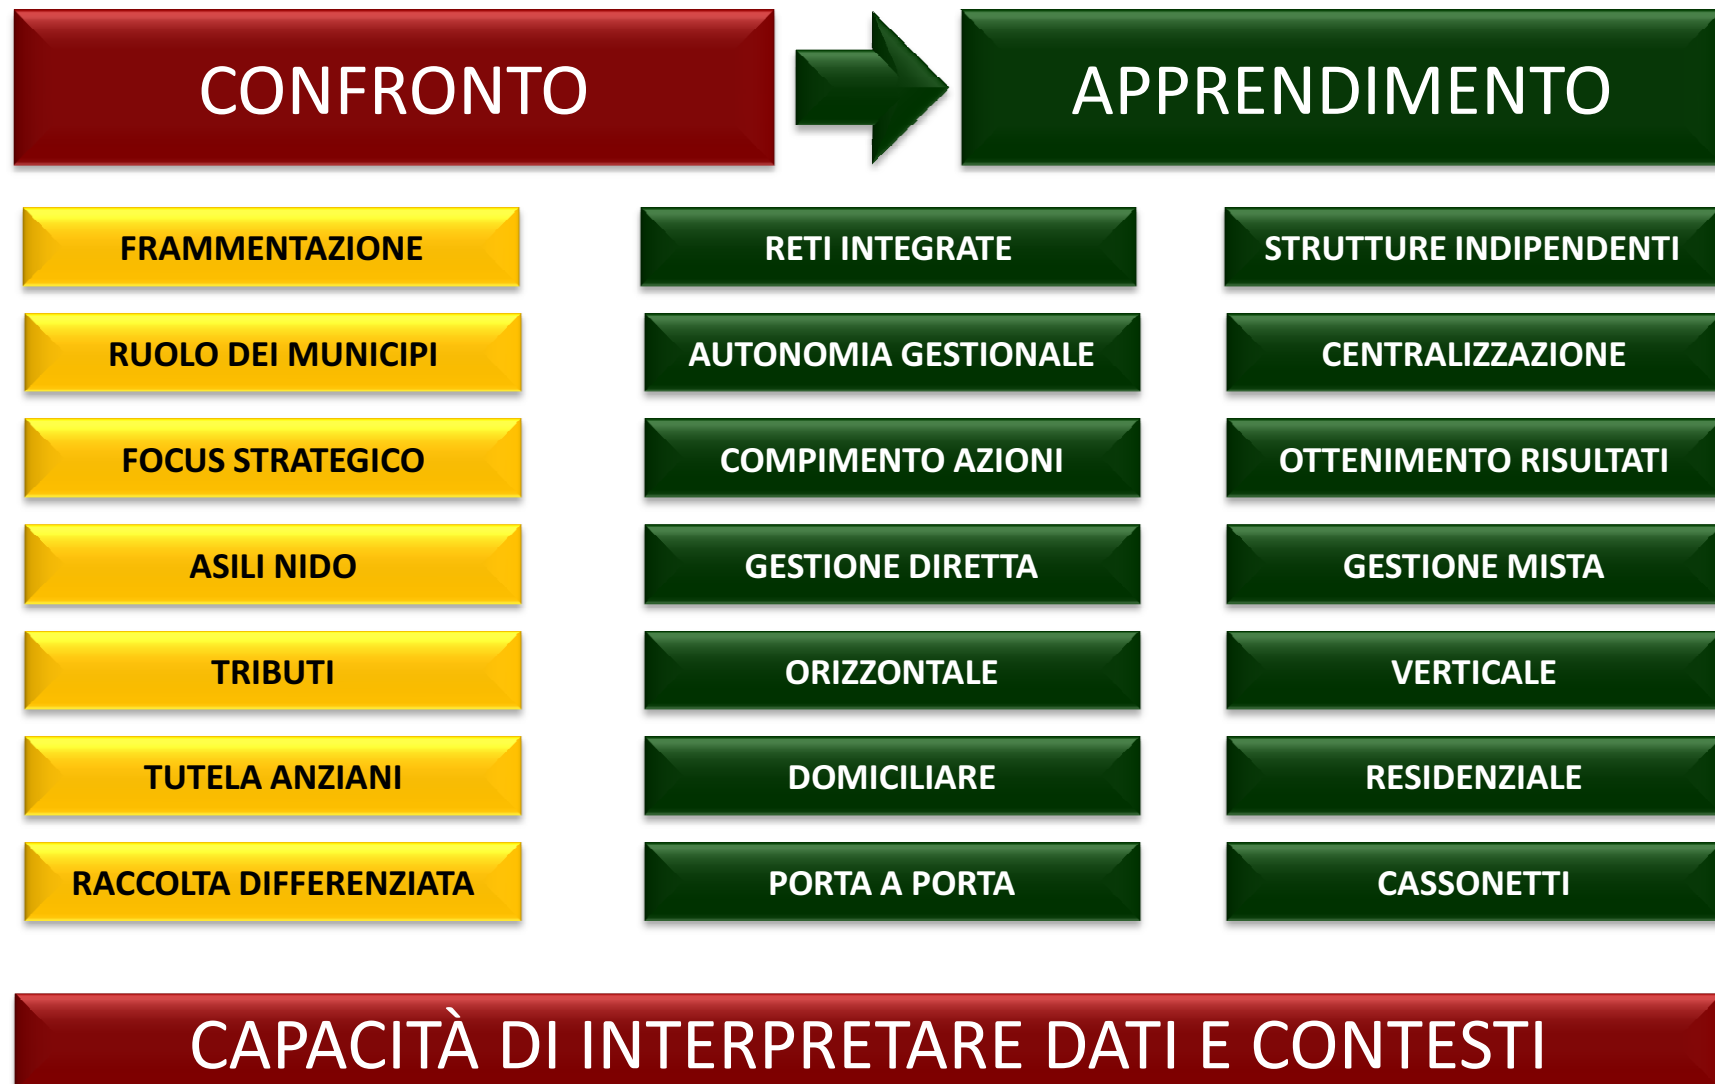 CONFRONTO
APPRENDIMENTO
FRAMMENTAZIONE
RETI INTEGRATE
STRUTTURE INDIPENDENTI
RUOLO DEI MUNICIPI
AUTONOMIA GESTIONALE
CENTRALIZZAZIONE
FOCUS STRATEGICO
COMPIMENTO AZIONI
OTTENIMENTO RISULTATI
ASILI NIDO
GESTIONE DIRETTA
GESTIONE MISTA
TRIBUTI
ORIZZONTALE
VERTICALE
TUTELA ANZIANI
DOMICILIARE
RESIDENZIALE
RACCOLTA DIFFERENZIATA
PORTA A PORTA
CASSONETTI
CAPACITÀ DI INTERPRETARE DATI E CONTESTI